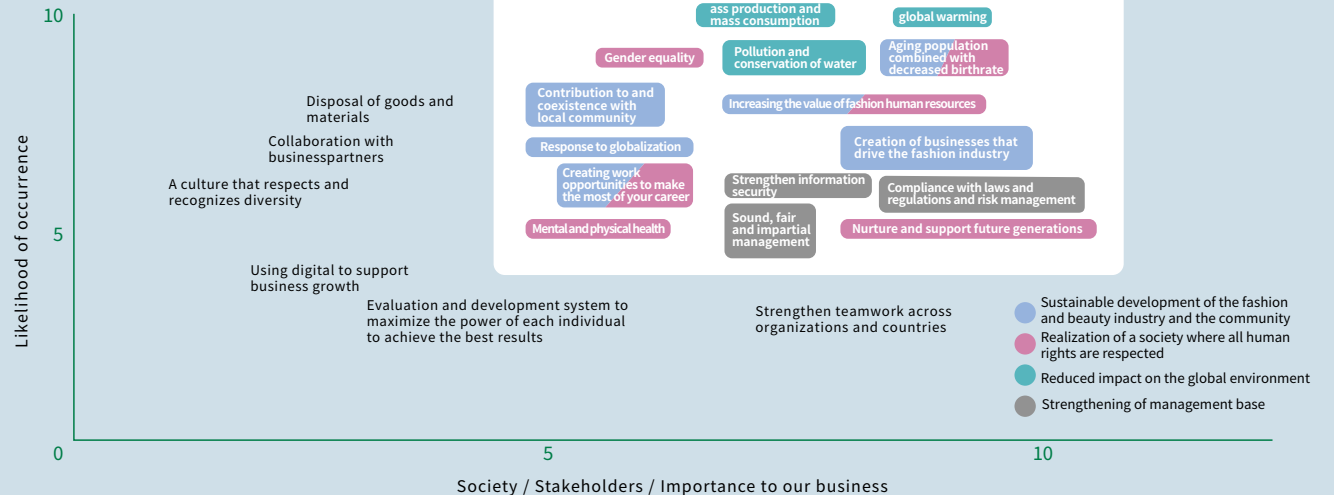 10
ass production and
mass consumption
global warming
Gender equality
Pollution and
conservation of water
Aging population
combined with
decreased birthrate
Disposal of goods and
materials
Contribution to and
coexistence with
local community
Increasing the value of fashion human resources
Collaboration with
businesspartners
Response to globalization
Creation of businesses that
drive the fashion industry
A culture that respects and
recognizes diversity
Creating work
opportunities to make
the most of your career
Strengthen information
security
Compliance with laws and
regulations and risk management
Likelihood of occurrence
5
Mental and physical health
Sound, fair
and impartial
management
Nurture and support future generations
Using digital to support
business growth
Evaluation and development system to
maximize the power of each individual
to achieve the best results
Strengthen teamwork across
organizations and countries
Sustainable development of the fashion
and beauty industry and the community
Realization of a society where all human
rights are respected
Reduced impact on the global environment
Strengthening of management base
0
5
10
Society / Stakeholders / Importance to our business